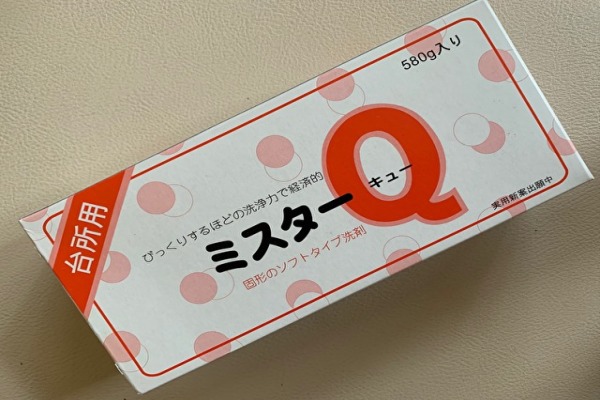 580g入り
台所用
びっくりするほどの洗浄力で経済的
ミスターQ
キュー
固形のソフトタイプ洗剤
実用新案出願中